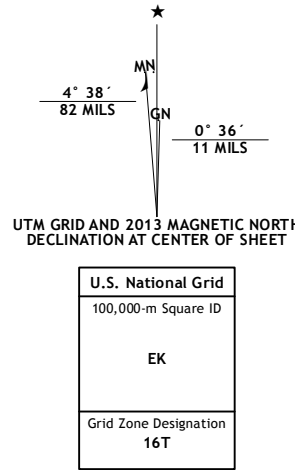 ★
MN
GN
4° 38´
82 MILS
0° 36´
11 MILS
UTM GRID AND 2013 MAGNETIC NORTH
DECLINATION AT CENTER OF SHEET
U.S. National Grid
100,000-m Square ID
EK
Grid Zone Designation
16T